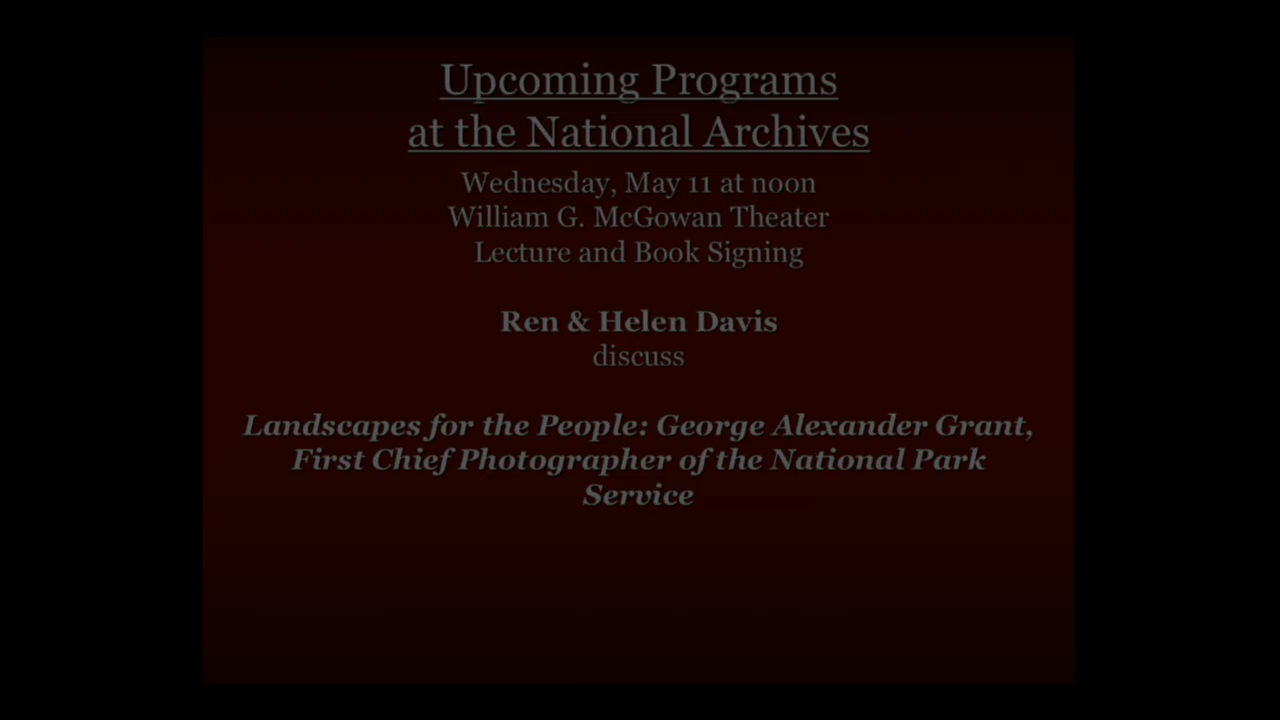 Upcoming Programs
at the National Archives
Wednesday, May 11 at noon
William G. McGowan Theater
Lecture and Book Signing
Ren & Helen Davis
discuss
Landscapes for the People: George Alexander Grant,
First Chief Photographer of the National Park
Service